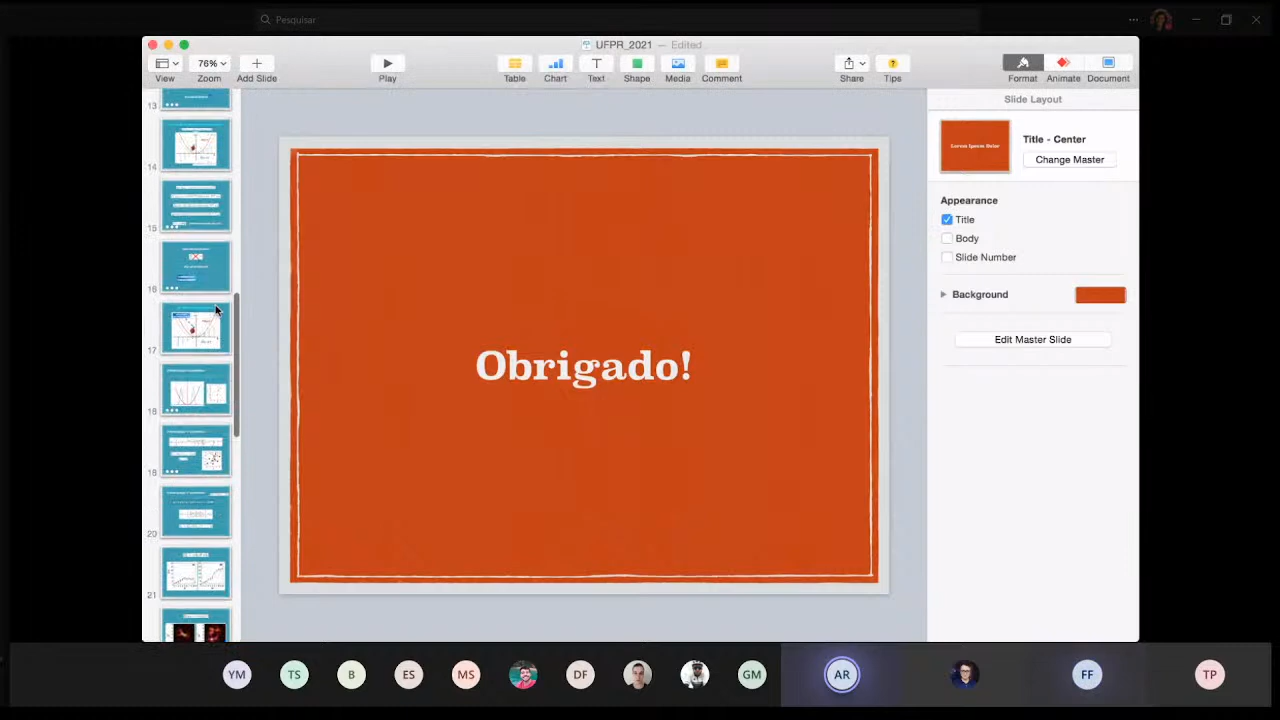 Pesquisar
UFPR_2021 — Edited
View
76%
Zoom
Add Slide
Play
Table
Chart
Text
Shape
Media
Comment
Share
Tips
Format
Animate
Document
Slide Layout
Title - Center
Change Master
Appearance
Title
Body
Slide Number
Background
Edit Master Slide
Obrigado!
13
14
15
16
17
18
19
20
21
YM
TS
B
ES
MS
DF
GM
AR
FF
TP